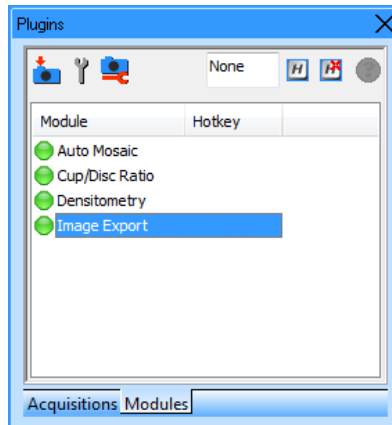 Plugins
None H H
Module Hotkey
Auto Mosaic
Cup/Disc Ratio
Densitometry
Image Export
Acquisitions Modules